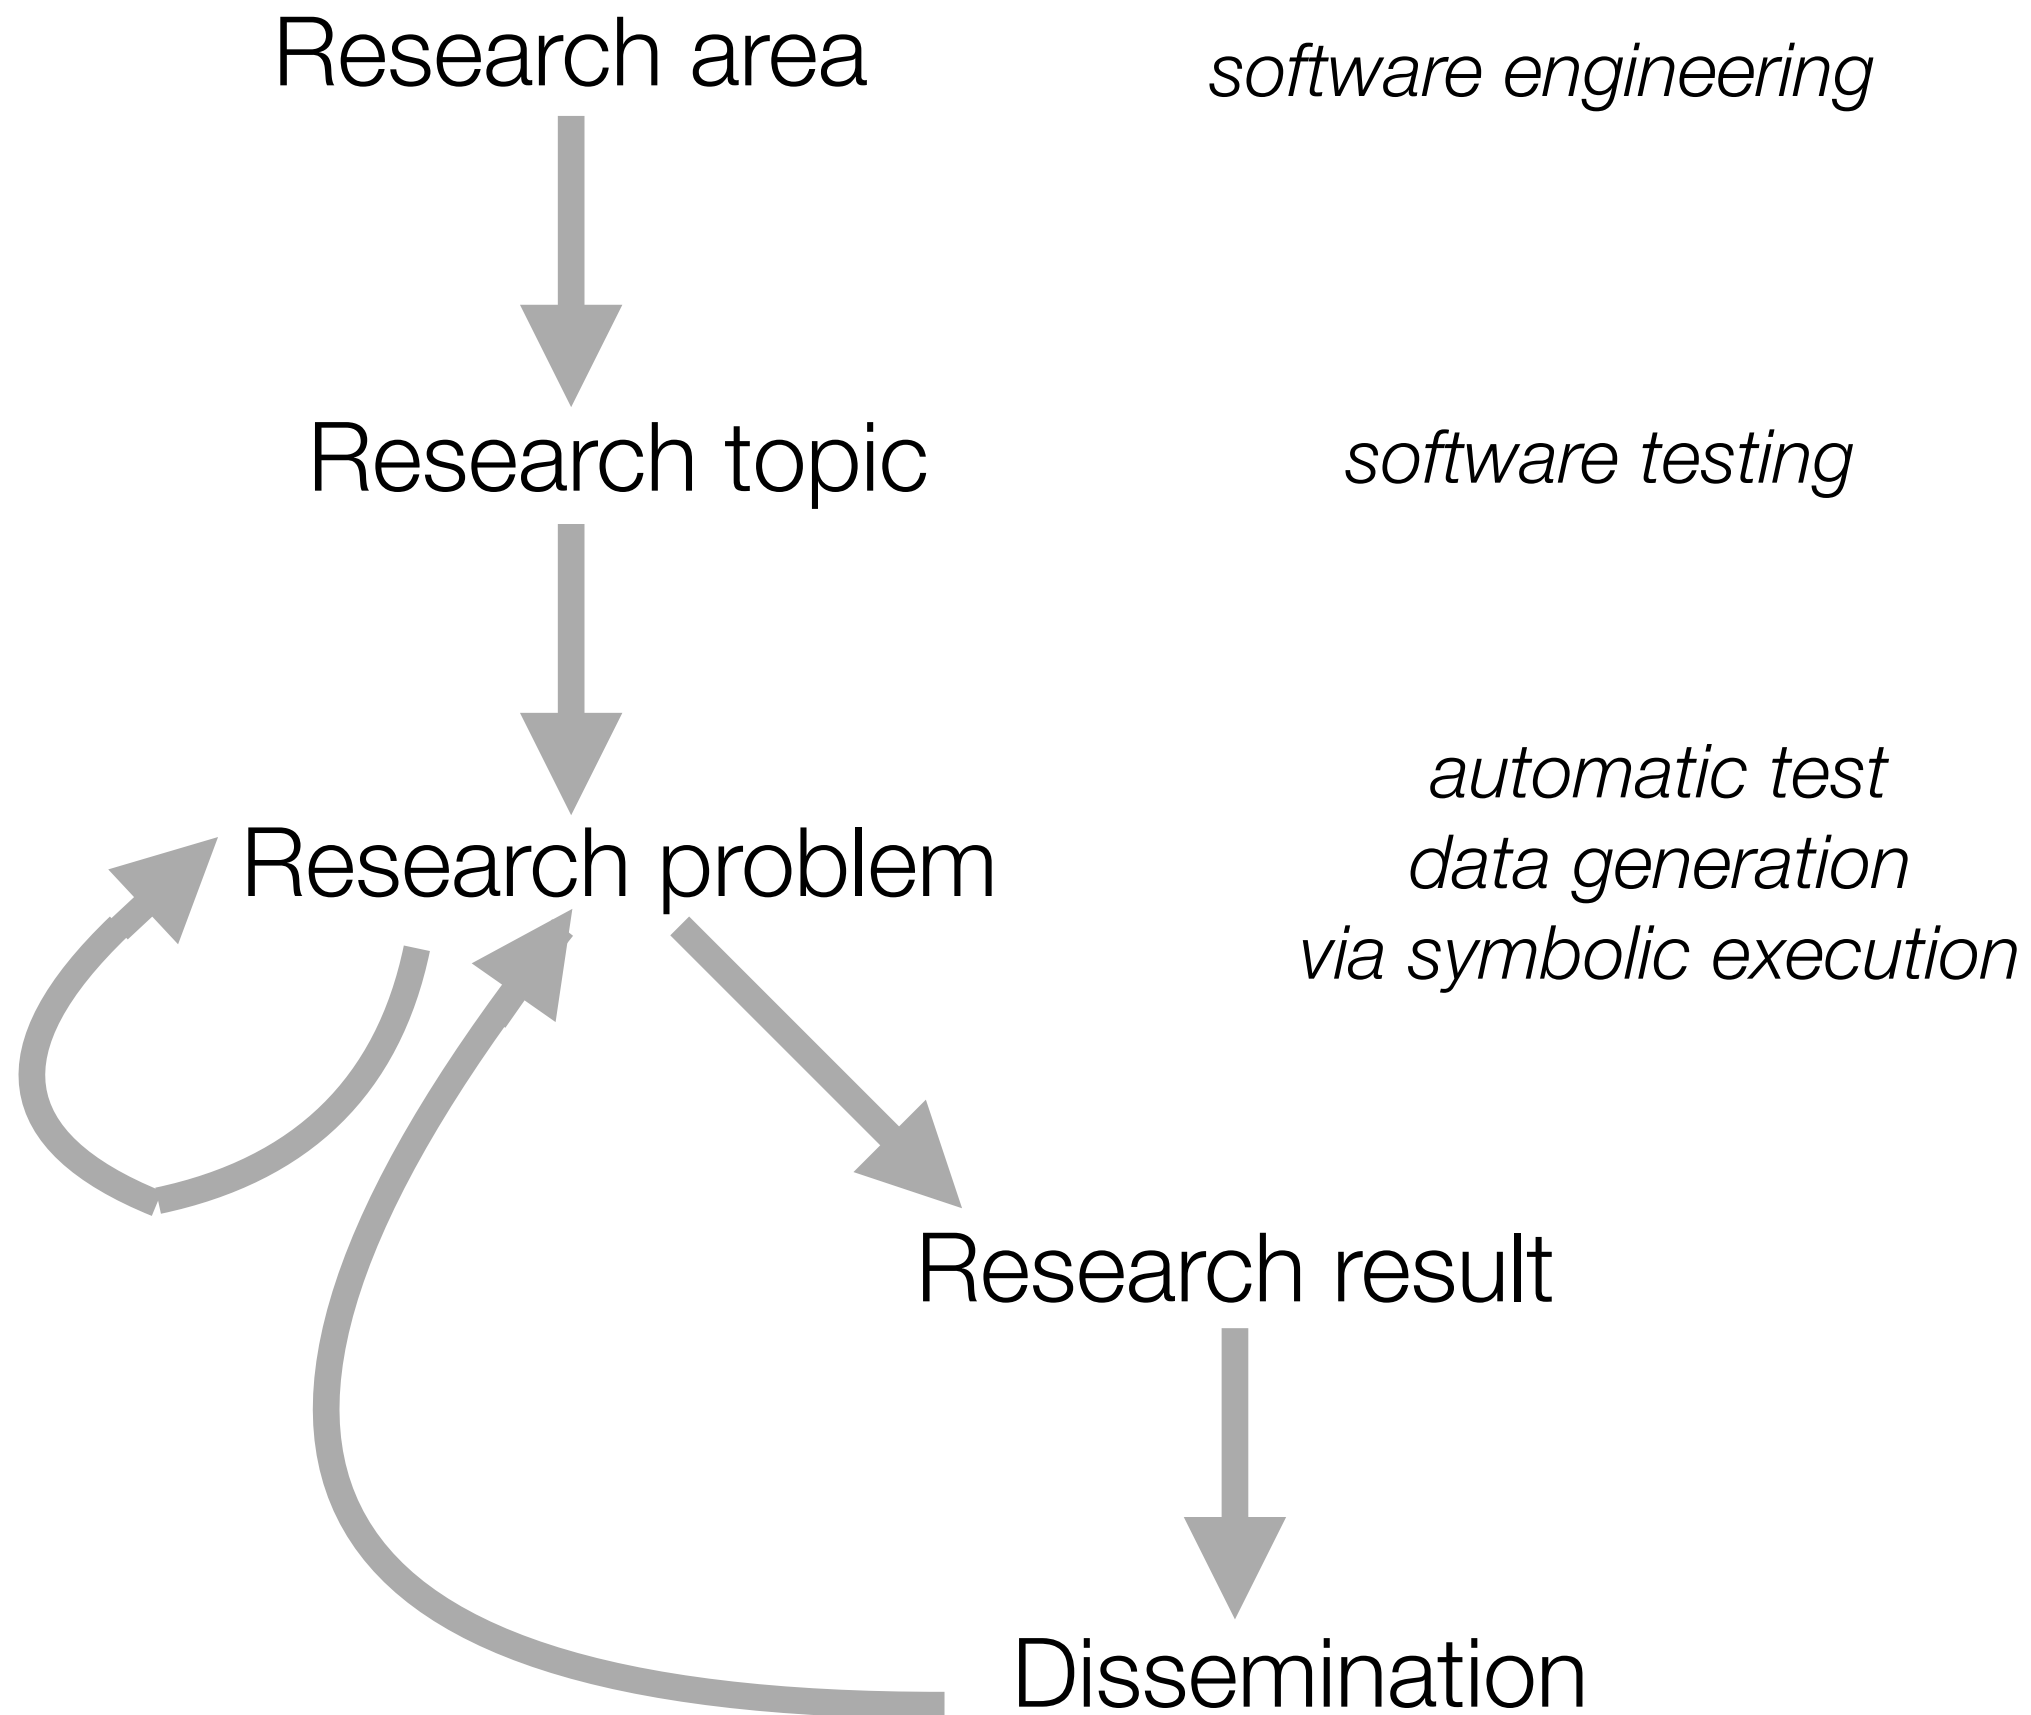 Research area
software engineering
Research topic
software testing
Research problem
automatic test
data generation
via symbolic execution
Research result
Dissemination